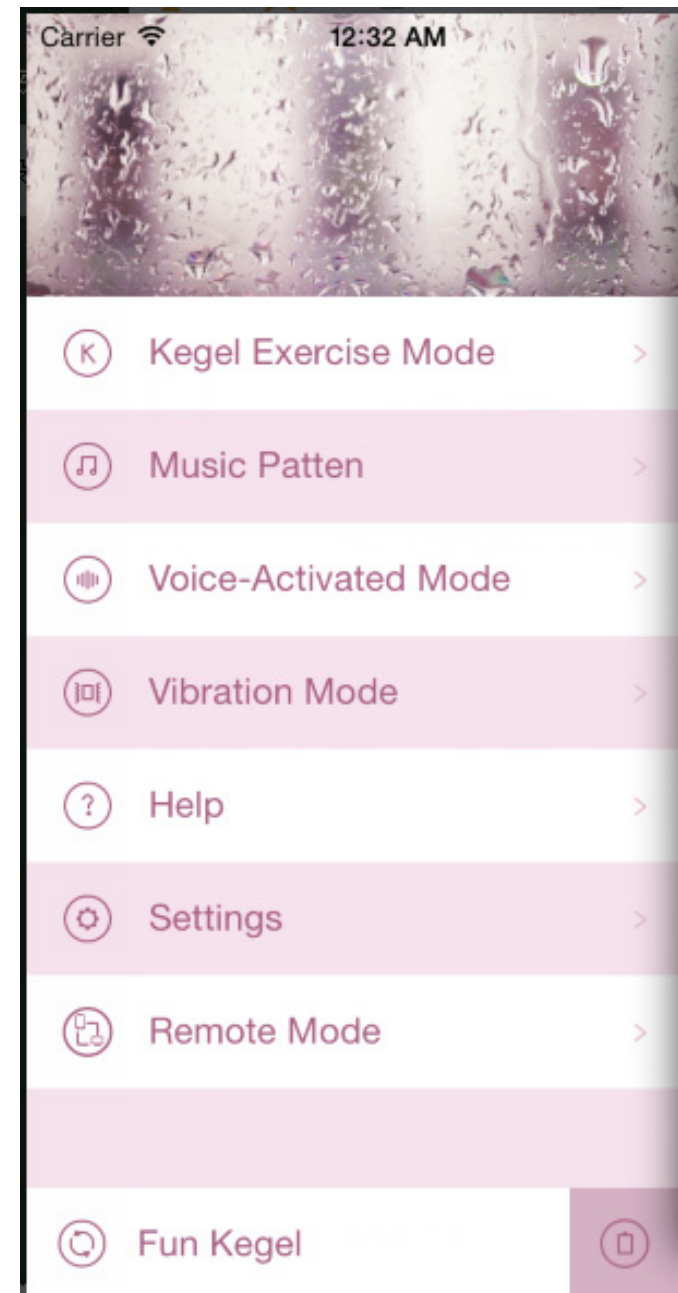 Carrier 12:32 AM
K Kegel Exercise Mode
Music Patten
Voice-Activated Mode
Vibration Mode
? Help
Settings
Remote Mode
Fun Kegel